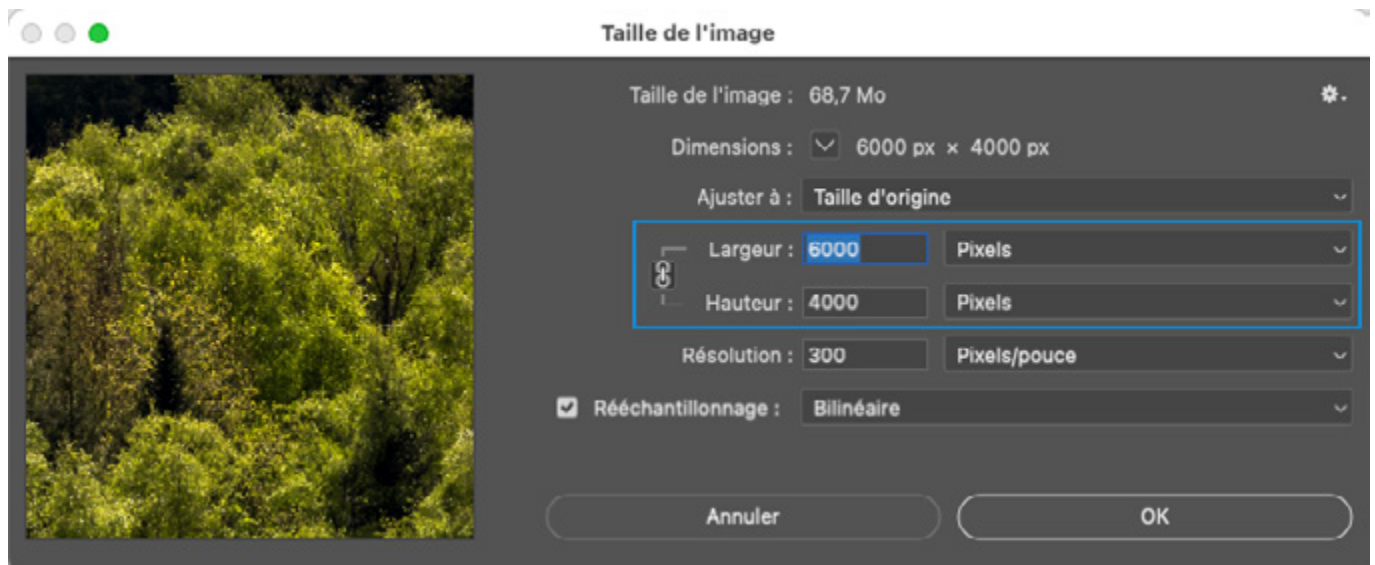 Taille de l'image
Taille de l'image : 68,7 Mo
Dimensions : 6000 px × 4000 px
Ajuster à : Taille d'origine
Largeur : 6000 Pixels
Hauteur : 4000 Pixels
Résolution : 300 Pixels/pouce
Rééchantillonnage : Bilinéaire
Annuler OK